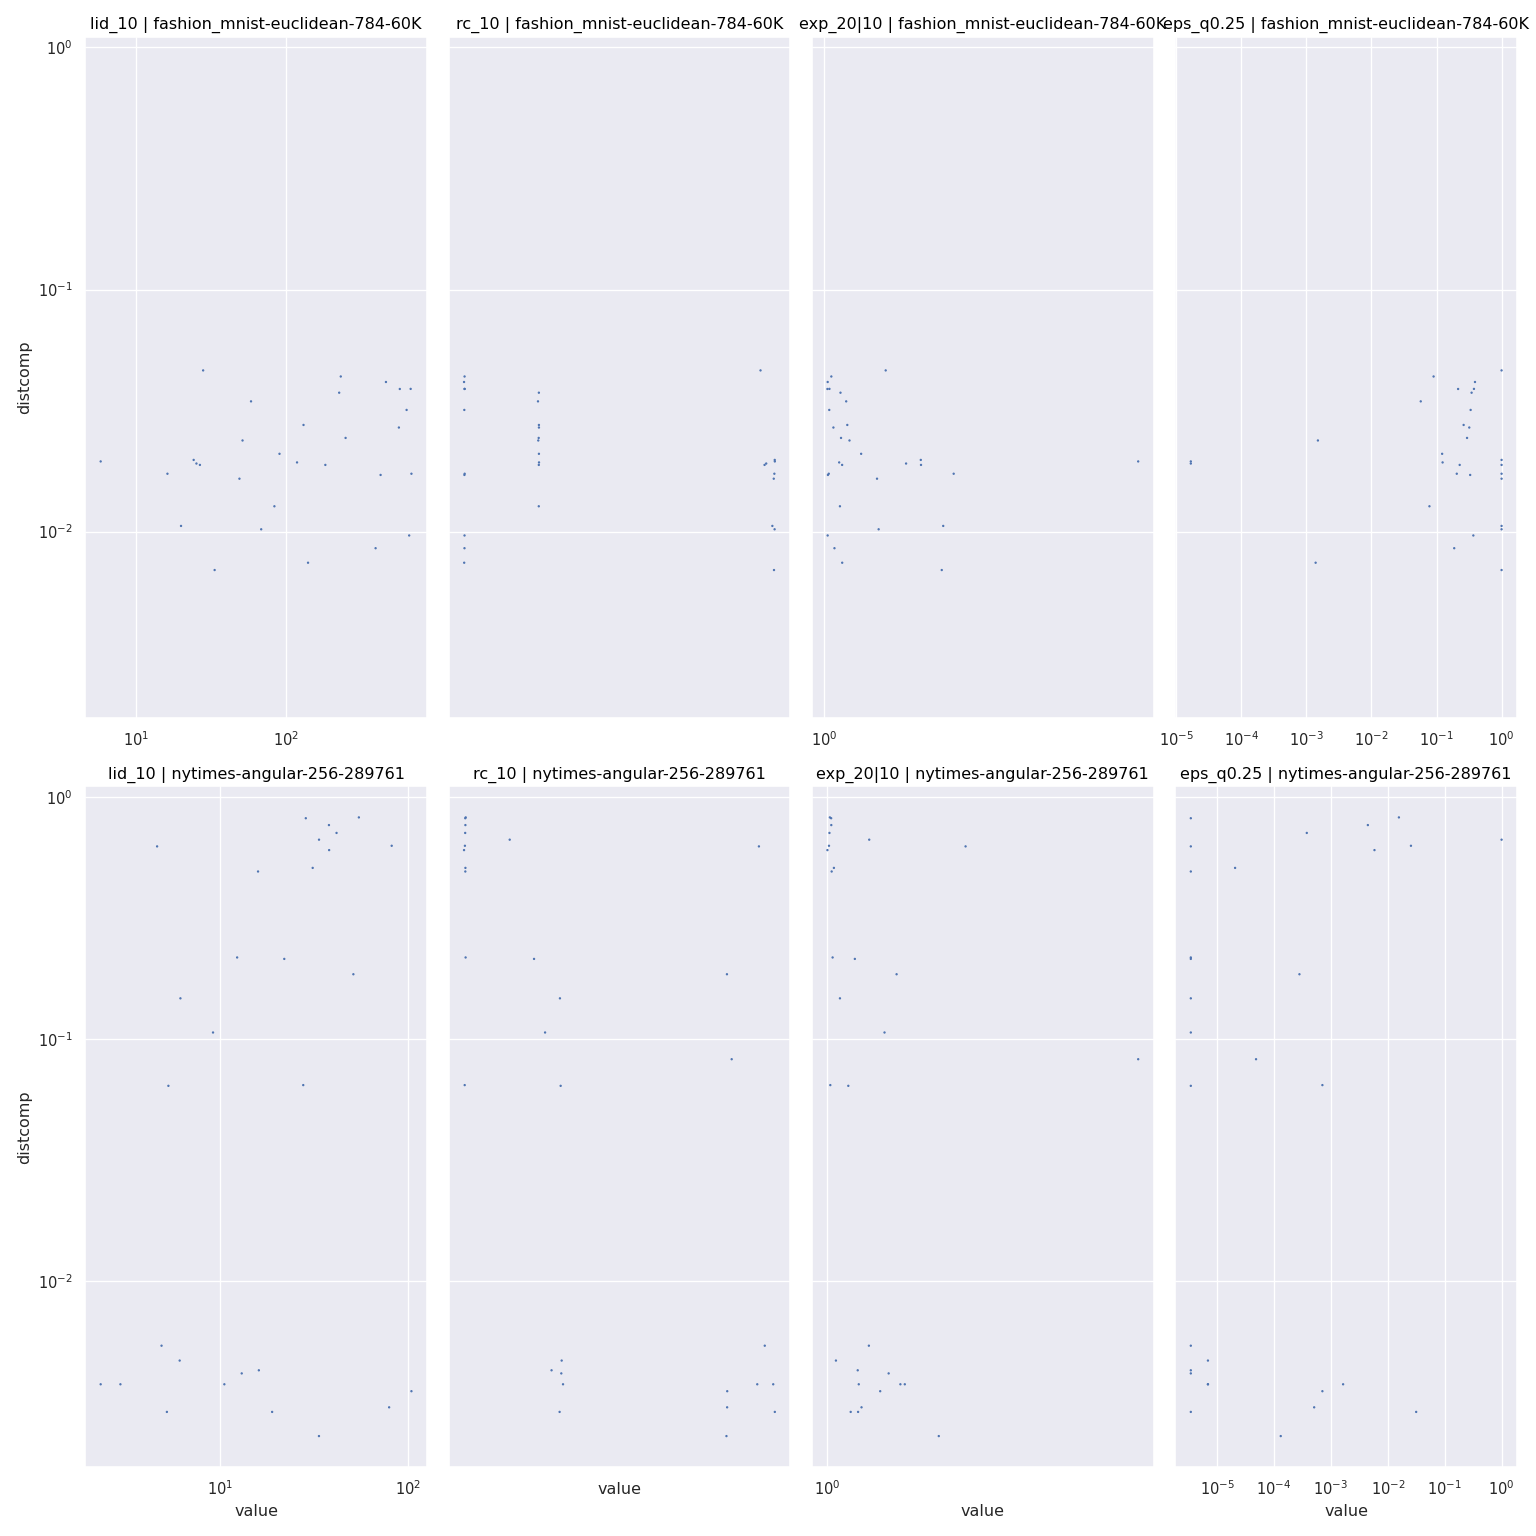 lid_10 | fashion_mnist-euclidean-784-60K
rc_10 | fashion_mnist-euclidean-784-60K
exp_20|10 | fashion_mnist-euclidean-784-60K
eps_q0.25 | fashion_mnist-euclidean-784-60K
10⁰
10⁻¹
10⁻²
distcomp
10¹ 10²
10⁰
10⁻⁵ 10⁻⁴ 10⁻³ 10⁻² 10⁻¹ 10⁰
lid_10 | nytimes-angular-256-289761
rc_10 | nytimes-angular-256-289761
exp_20|10 | nytimes-angular-256-289761
eps_q0.25 | nytimes-angular-256-289761
10⁰
10⁻¹
10⁻²
distcomp
10¹ 10²
10⁰
10⁻⁵ 10⁻⁴ 10⁻³ 10⁻² 10⁻¹ 10⁰
value
value
value
value